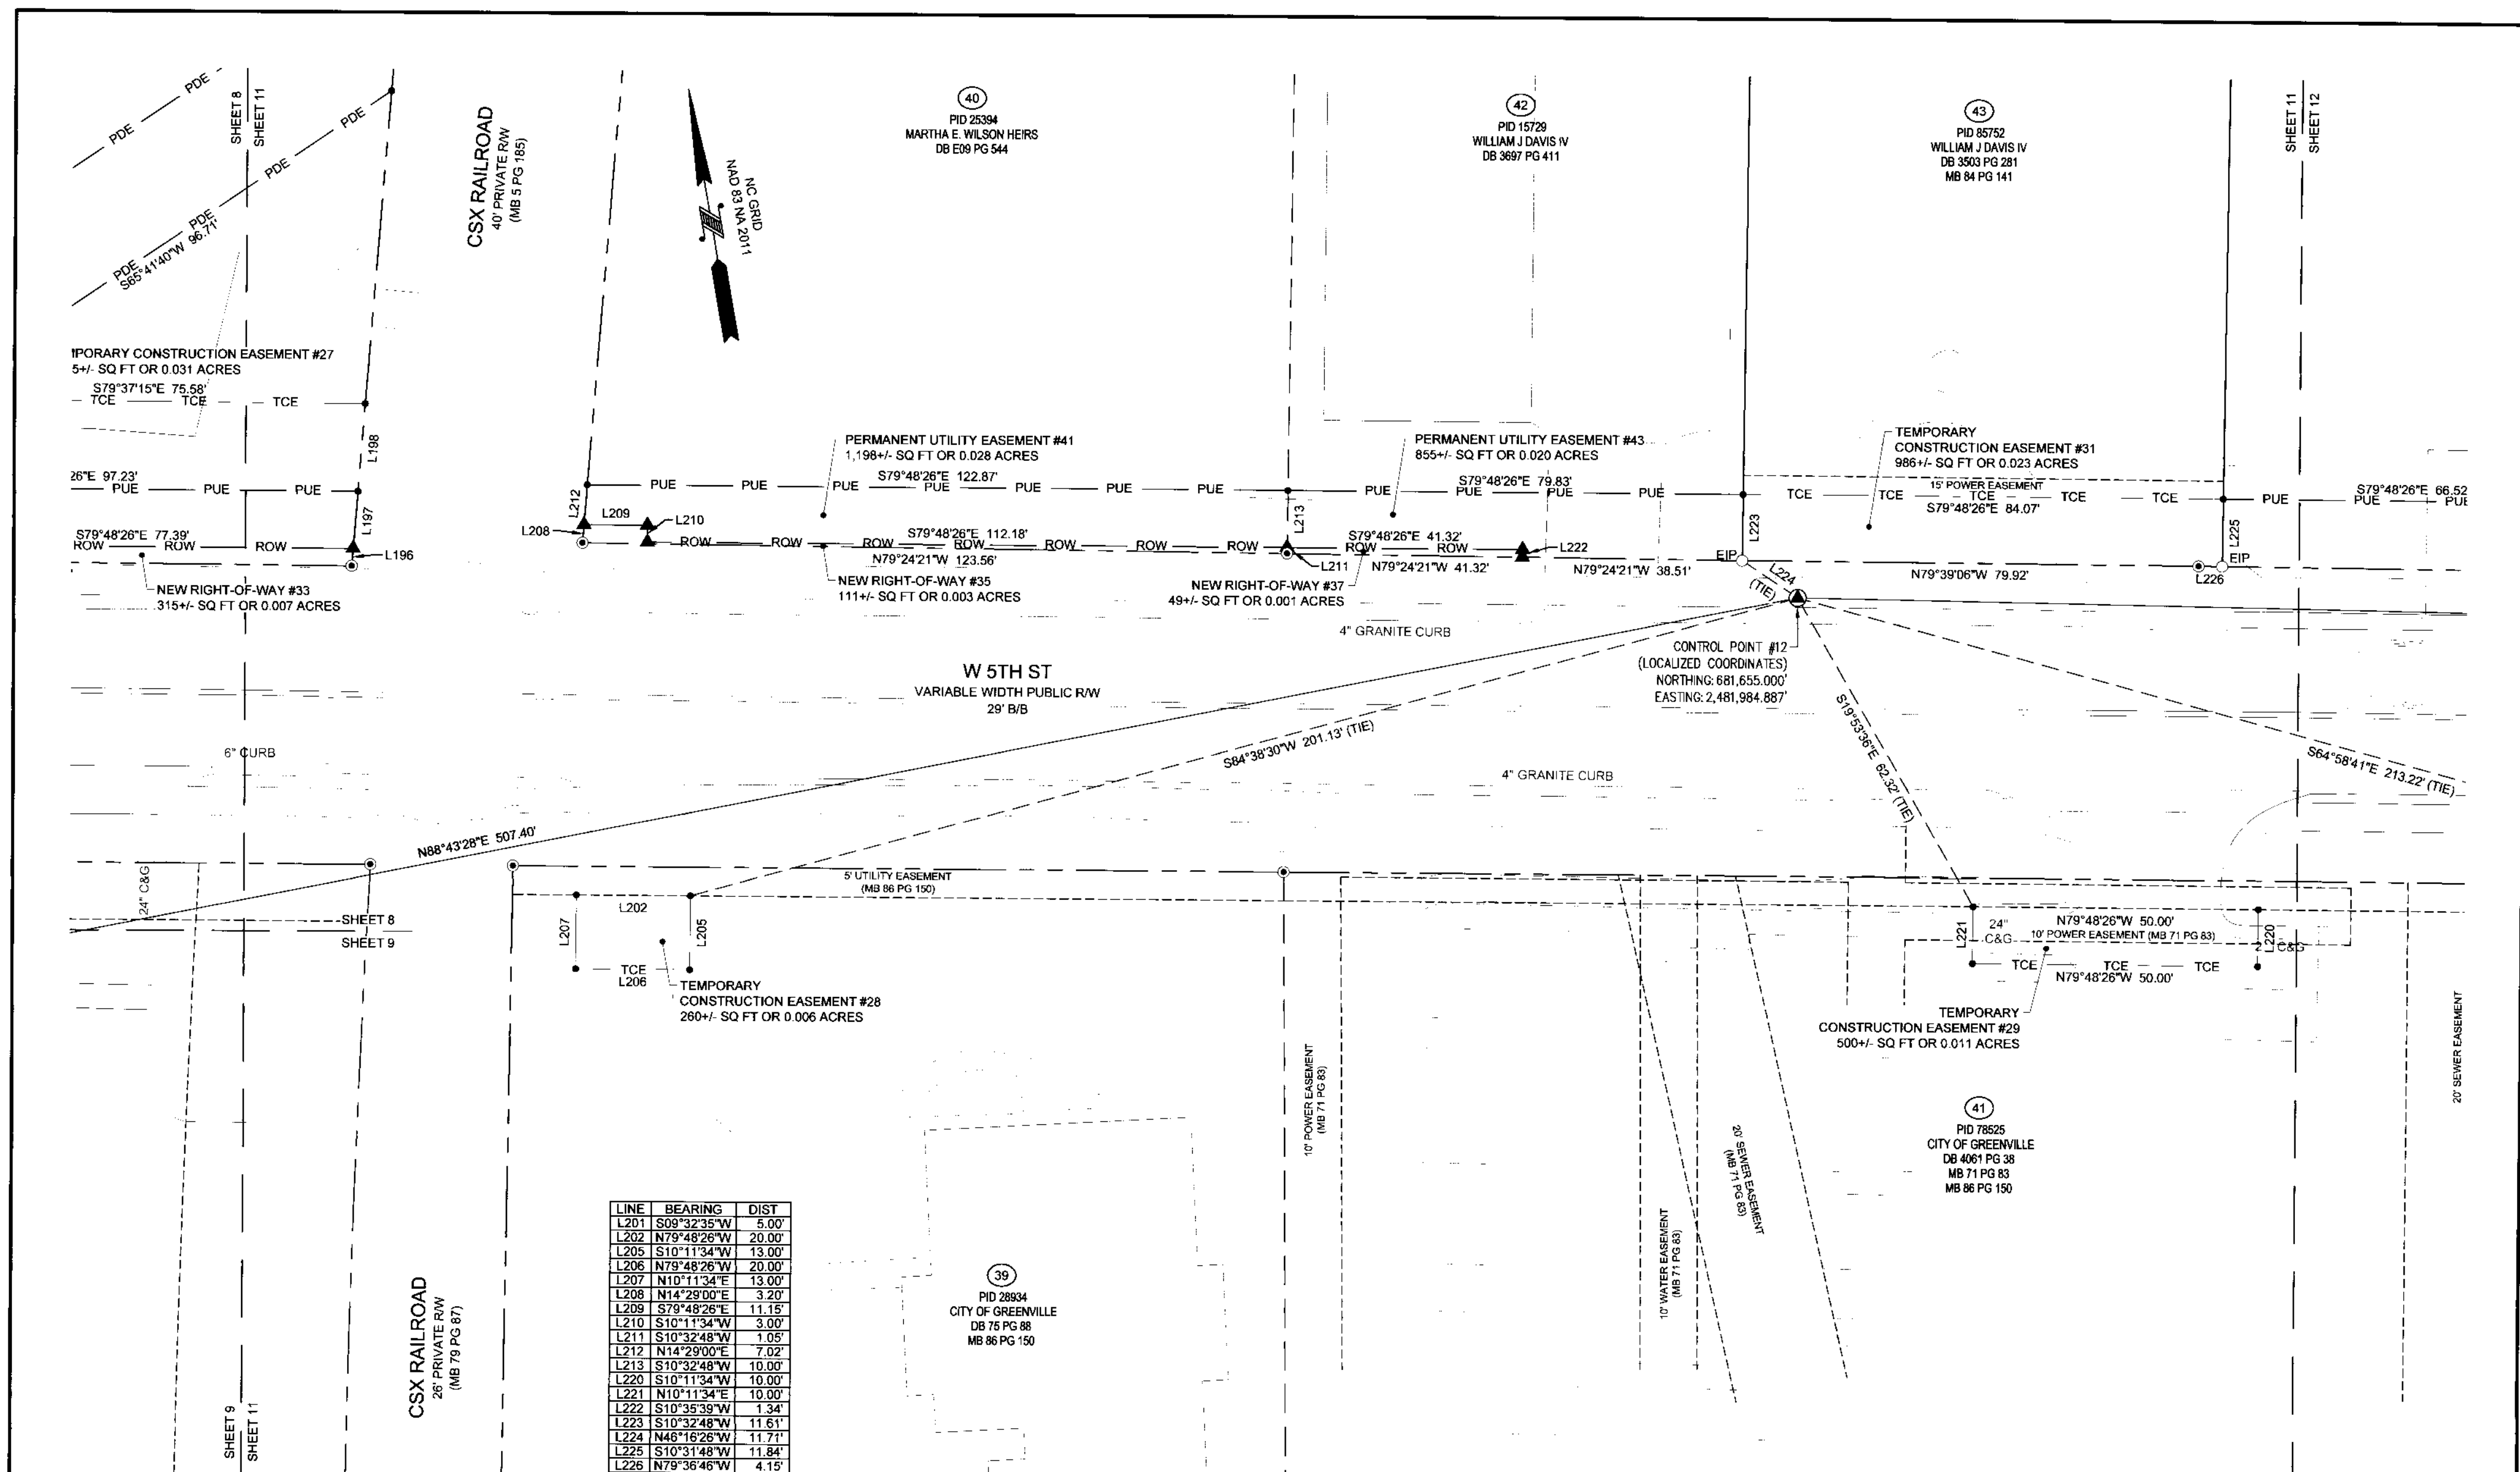 PDE
PDE
PDE
PDE
PDE
PDE
S65°41'40"W 96.71'
SHEET 8
SHEET 11
CSX RAILROAD
40' PRIVATE R/W
(MB 5 PG 185)
NC GRID
NAD 83 NA 2011
40
PID 25394
MARTHA E. WILSON HEIRS
DB E09 PG 544
42
PID 15729
WILLIAM J DAVIS IV
DB 3697 PG 411
43
PID 85752
WILLIAM J DAVIS IV
DB 3503 PG 281
MB 84 PG 141
SHEET 11
SHEET 12
PORARY CONSTRUCTION EASEMENT #27
5+/- SQ FT OR 0.031 ACRES
S79°37'15"E 75.58'
TCE TCE TCE
L198
26"E 97.23'
PUE PUE PUE
L197
S79°48'26"E 77.39'
ROW ROW ROW
L196
NEW RIGHT-OF-WAY #33
315+/- SQ FT OR 0.007 ACRES
PERMANENT UTILITY EASEMENT #41
1,198+/- SQ FT OR 0.028 ACRES
S79°48'26"E 122.87'
PUE PUE PUE PUE PUE PUE PUE
L212
L209
L208
L210
S79°48'26"E 112.18'
ROW ROW ROW ROW ROW ROW ROW
N79°24'21"W 123.56'
NEW RIGHT-OF-WAY #35
111+/- SQ FT OR 0.003 ACRES
L213
L211
PERMANENT UTILITY EASEMENT #43
855+/- SQ FT OR 0.020 ACRES
S79°48'26"E 79.83'
PUE PUE PUE PUE
S79°48'26"E 41.32'
ROW ROW
L222
N79°24'21"W 41.32'
N79°24'21"W 38.51'
NEW RIGHT-OF-WAY #37
49+/- SQ FT OR 0.001 ACRES
TEMPORARY
CONSTRUCTION EASEMENT #31
986+/- SQ FT OR 0.023 ACRES
15' POWER EASEMENT
TCE TCE TCE TCE TCE
S79°48'26"E 84.07'
S79°48'26"E 66.52
PUE PUE PUE
L223
L225
EIP
EIP
L224
(TIE)
N79°39'06"W 79.92'
L226
4" GRANITE CURB
CONTROL POINT #12
(LOCALIZED COORDINATES)
NORTHING: 681,655.000'
EASTING: 2,481,984.887'
W 5TH ST
VARIABLE WIDTH PUBLIC R/W
29' B/B
6" CURB
S84°38'30"W 201.13' (TIE)
S19°53'36"E 62.32' (TIE)
S64°58'41"E 213.22' (TIE)
4" GRANITE CURB
N88°43'28"E 507.40'
24" C&G
SHEET 8
SHEET 9
5' UTILITY EASEMENT
(MB 86 PG 150)
L202
L207
L205
TCE
L206
TEMPORARY
CONSTRUCTION EASEMENT #28
260+/- SQ FT OR 0.006 ACRES
L221
24"
C&G
N79°48'26"W 50.00'
10' POWER EASEMENT (MB 71 PG 83)
L220
C&G
TCE TCE TCE
N79°48'26"W 50.00'
TEMPORARY
CONSTRUCTION EASEMENT #29
500+/- SQ FT OR 0.011 ACRES
20' SEWER EASEMENT
10' POWER EASEMENT
(MB 71 PG 83)
20' SEWER EASEMENT
(MB 71 PG 83)
10' WATER EASEMENT
(MB 71 PG 83)
41
PID 78525
CITY OF GREENVILLE
DB 4061 PG 38
MB 71 PG 83
MB 86 PG 150
39
PID 28934
CITY OF GREENVILLE
DB 75 PG 88
MB 86 PG 150
CSX RAILROAD
26' PRIVATE R/W
(MB 79 PG 87)
SHEET 9
SHEET 11
LINE BEARING DIST
L201 S09°32'35"W 5.00'
L202 N79°48'26"W 20.00'
L205 S10°11'34"W 13.00'
L206 N79°48'26"W 20.00'
L207 N10°11'34"E 13.00'
L208 N14°29'00"E 3.20'
L209 S79°48'26"E 11.15'
L210 S10°11'34"W 3.00'
L211 S10°32'48"W 1.05'
L212 N14°29'00"E 7.02'
L213 S10°32'48"W 10.00'
L220 S10°11'34"W 10.00'
L221 N10°11'34"E 10.00'
L222 S10°35'39"W 1.34'
L223 S10°32'48"W 11.61'
L224 N46°16'26"W 11.71'
L225 S10°31'48"W 11.84'
L226 N79°36'46"W 4.15'